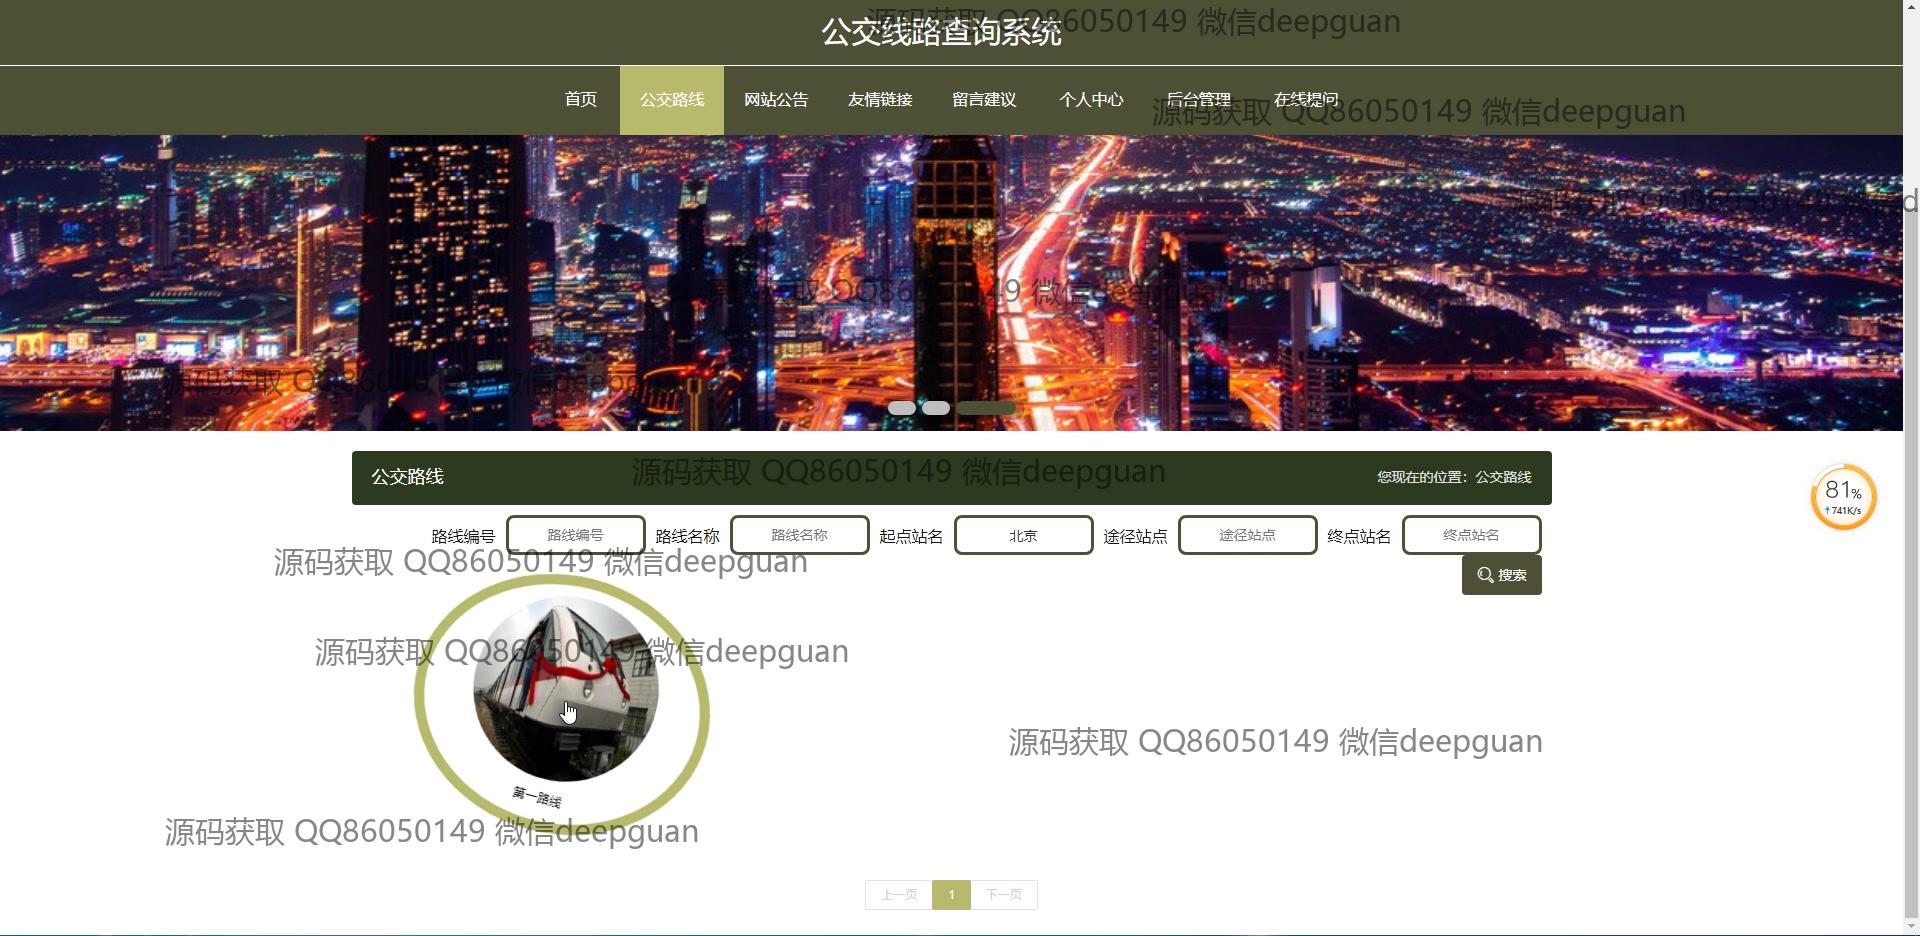 公交线路查询系统
源码获取 QQ86050149 微信deepguan
首页 公交路线 网站公告 友情链接 留言建议 个人中心 后台管理 在线提问
源码获取 QQ86050149 微信deepguan
源码获取 QQ86050149 微信d
源码获取 QQ86050149 微信deepguan
源码获取 QQ86050149 微信deepguan
公交路线
源码获取 QQ86050149 微信deepguan
您现在的位置：公交路线
81%
↑741K/s
路线编号 路线编号 路线名称 路线名称 起点站名 北京 途径站点 途径站点 终点站名 终点站名
源码获取 QQ86050149 微信deepguan
搜索
源码获取 QQ86050149 微信deepguan
源码获取 QQ86050149 微信deepguan
第一路线
源码获取 QQ86050149 微信deepguan
上一页 1 下一页